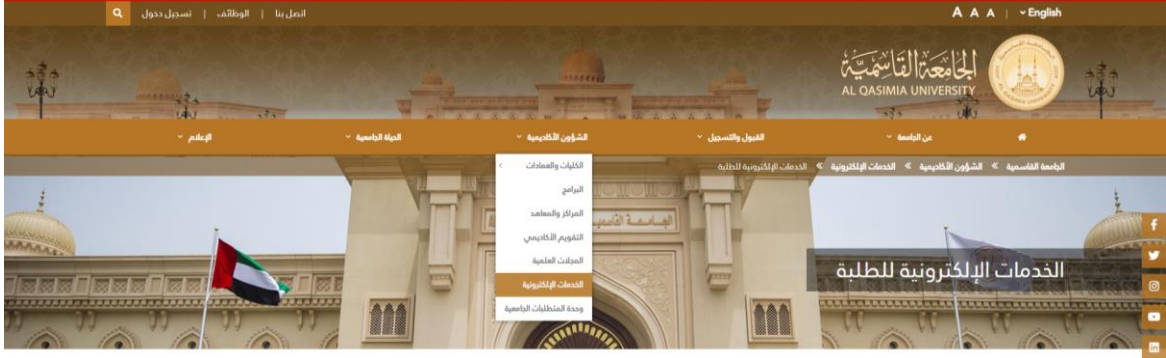 English | A A A
اتصل بنا | الوظائف | تسجيل دخول
الجامعة القاسمية
AL QASIMIA UNIVERSITY
عن الجامعة
القبول والتسجيل
الشؤون الأكاديمية
الحياة الجامعية
الإعلام
الجامعة القاسمية » الشؤون الأكاديمية » الخدمات الإلكترونية » الخدمات الإلكترونية للطلبة
الكليات والعمادات
البرامج
المراكز والمعاهد
التقويم الأكاديمي
المجلات العلمية
الخدمات الإلكترونية
وحدة المتطلبات الجامعية
الخدمات الإلكترونية للطلبة